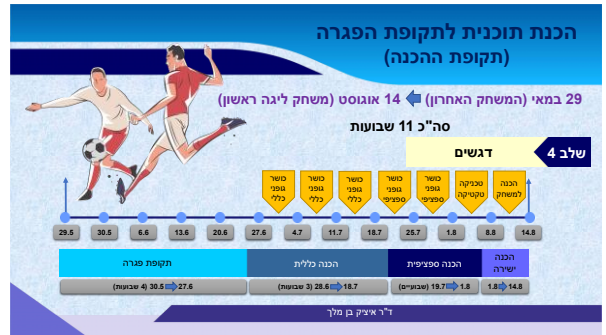 הכנת תוכנית לתקופת הפגרה
(תקופת ההכנה)
29 במאי (המשחק האחרון) 14 אוגוסט (משחק ליגה ראשון)
סה"כ 11 שבועות
שלב 4
דגשים
כושר גופני כללי
כושר גופני כללי
כושר גופני כללי
כושר גופני ספציפי
כושר גופני ספציפי
טכניקה טקטיקה
הכנה למשחק
29.5 30.5 6.6 13.6 20.6 27.6 4.7 11.7 18.7 25.7 1.8 8.8 14.8
תקופת פגרה
הכנה כללית
הכנה ספציפית
הכנה ישירה
30.5 27.6 (4 שבועות)
28.6 18.7 (3 שבועות)
19.7 1.8 (שבועיים)
1.8 14.8
ד"ר איציק בן מלך